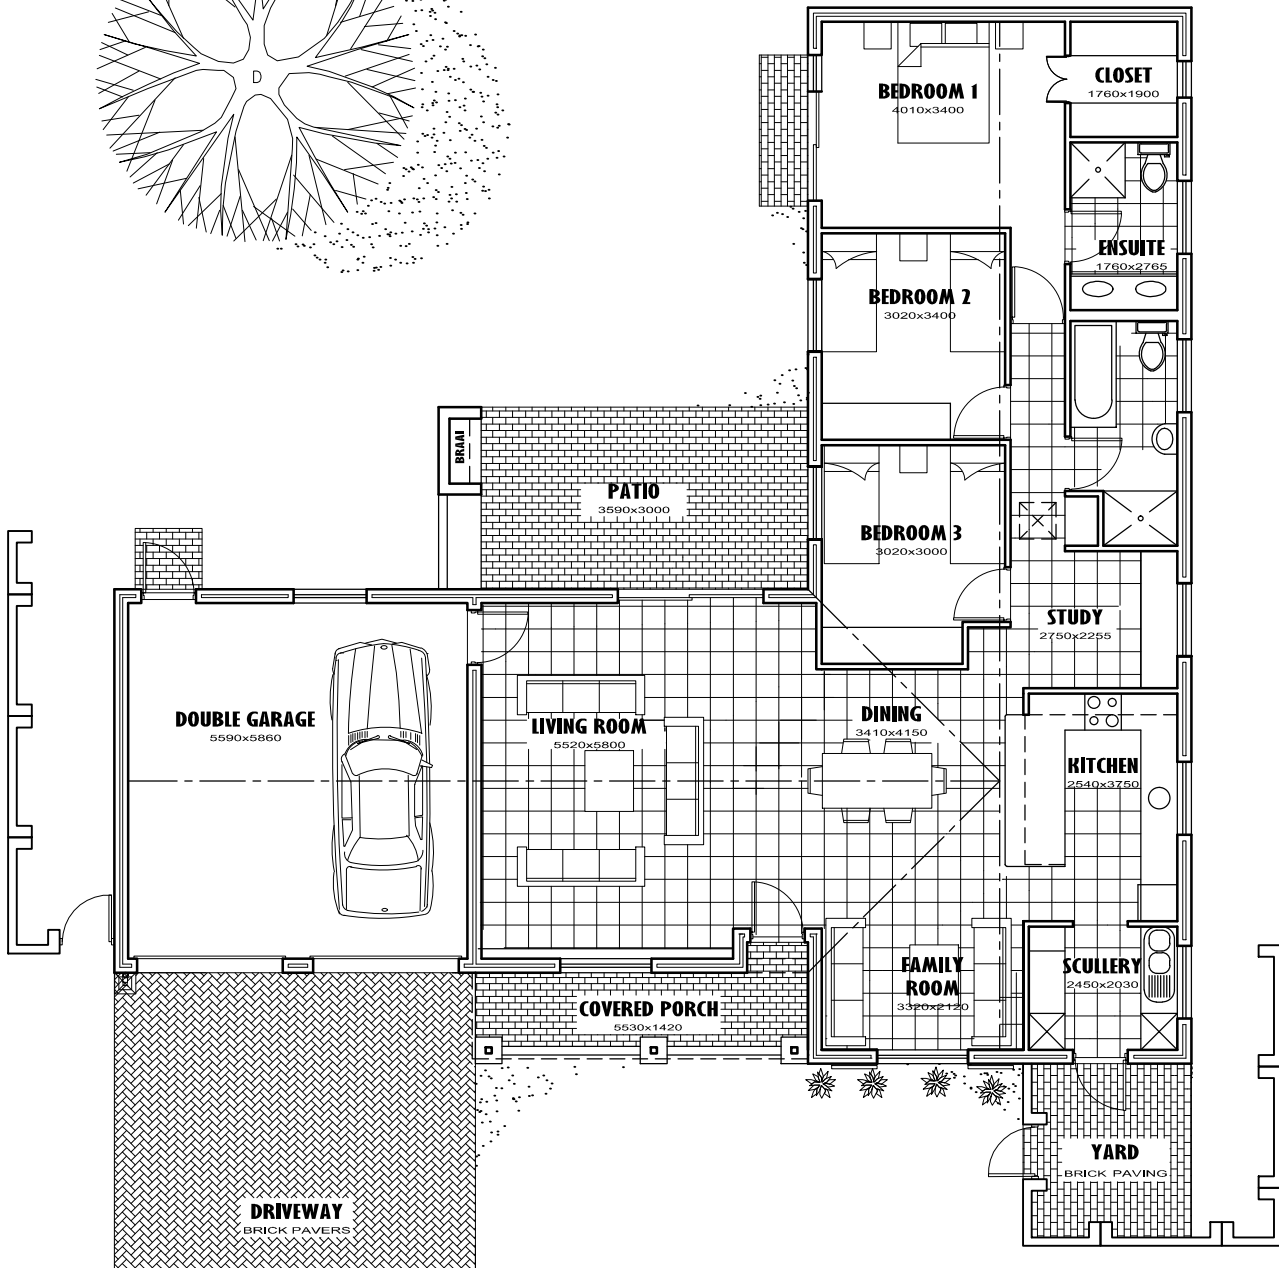 D
BEDROOM 1
4010x3400
CLOSET
1760x1900
ENSUITE
1760x2765
BEDROOM 2
3020x3400
BRAAI
PATIO
3590x3000
BEDROOM 3
3020x3000
STUDY
2750x2255
DOUBLE GARAGE
5590x5860
LIVING ROOM
5520x5800
DINING
3410x4150
KITCHEN
2540x3750
FAMILY
ROOM
3320x2120
SCULLERY
2450x2030
COVERED PORCH
5530x1420
YARD
BRICK PAVING
DRIVEWAY
BRICK PAVERS